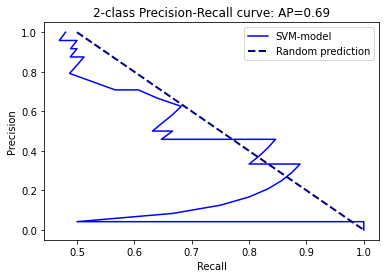 2-class Precision-Recall curve: AP=0.69
SVM-model
Random prediction
Precision
1.0
0.8
0.6
0.4
0.2
0.0
0.5
0.6
0.7
0.8
0.9
1.0
Recall